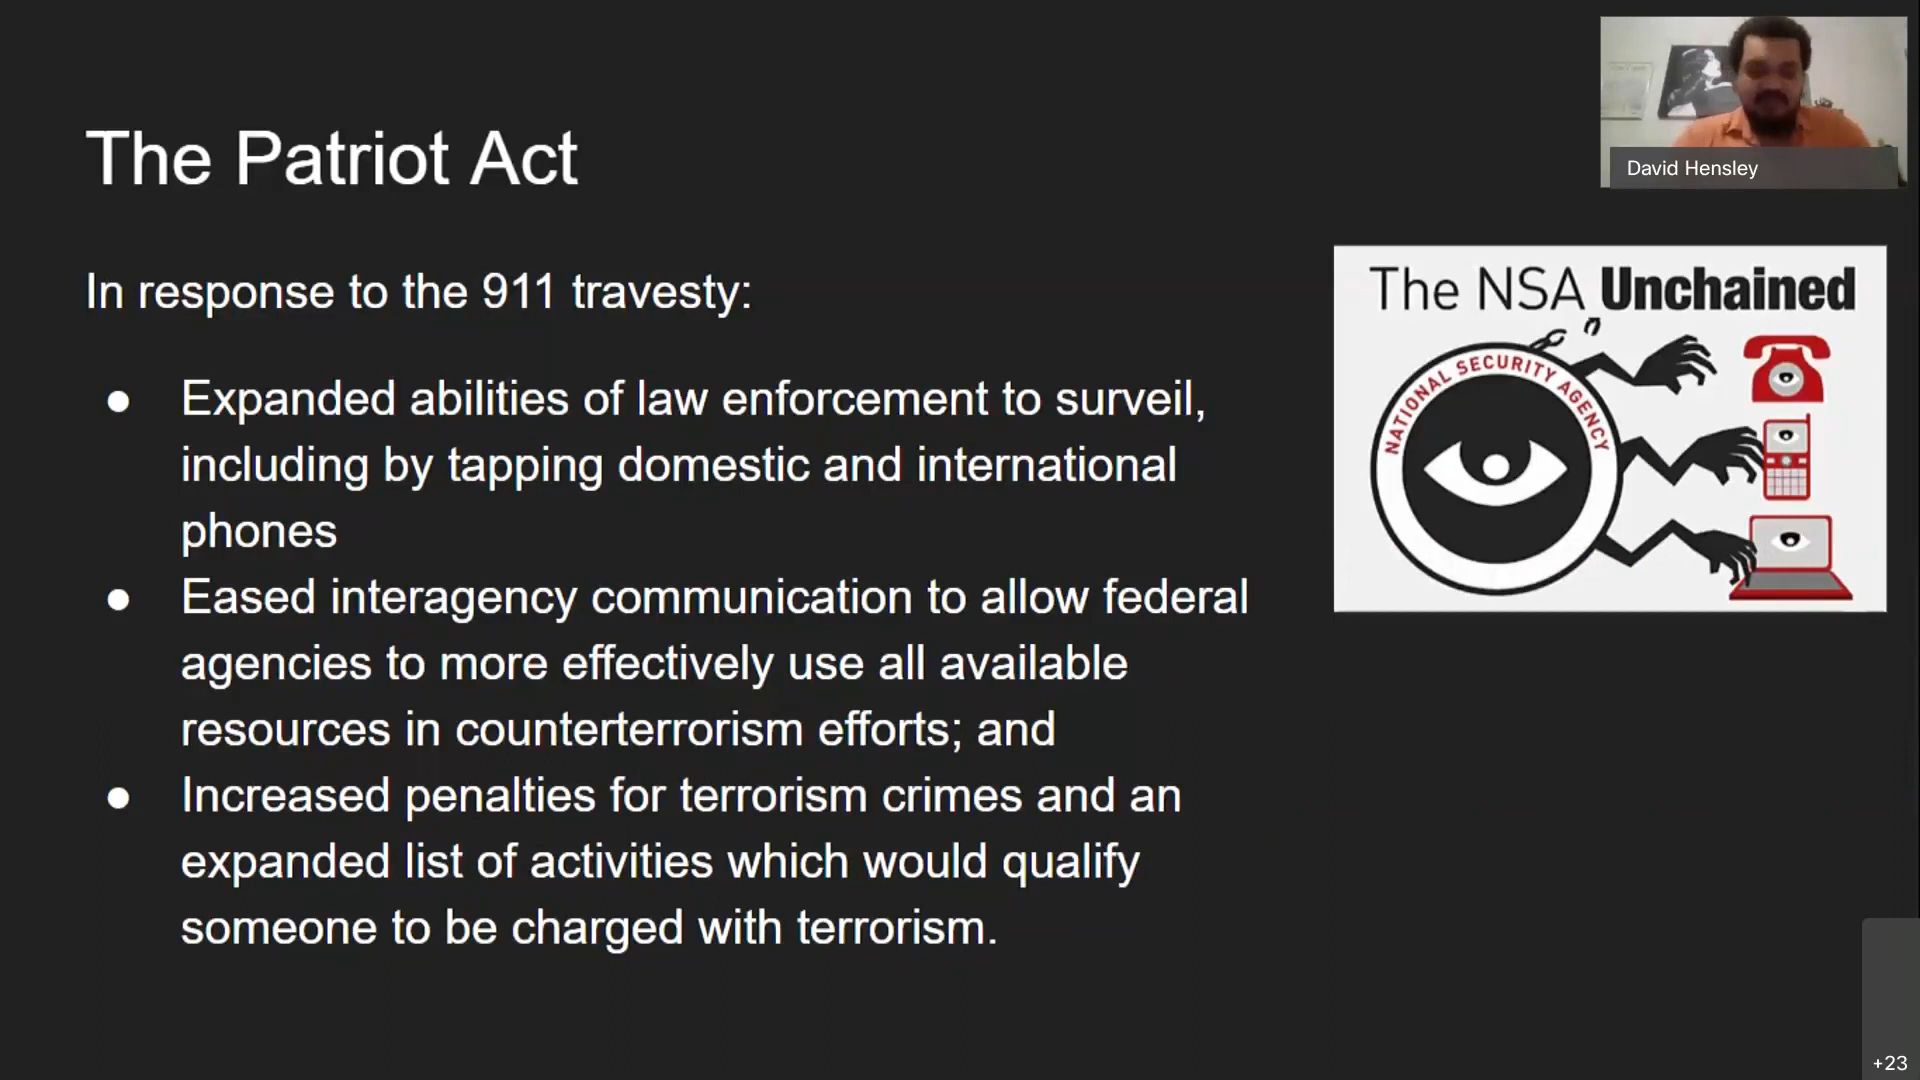 The Patriot Act
David Hensley
In response to the 911 travesty:
● Expanded abilities of law enforcement to surveil,
including by tapping domestic and international
phones
● Eased interagency communication to allow federal
agencies to more effectively use all available
resources in counterterrorism efforts; and
● Increased penalties for terrorism crimes and an
expanded list of activities which would qualify
someone to be charged with terrorism.
The NSA Unchained
NATIONAL SECURITY AGENCY
+23